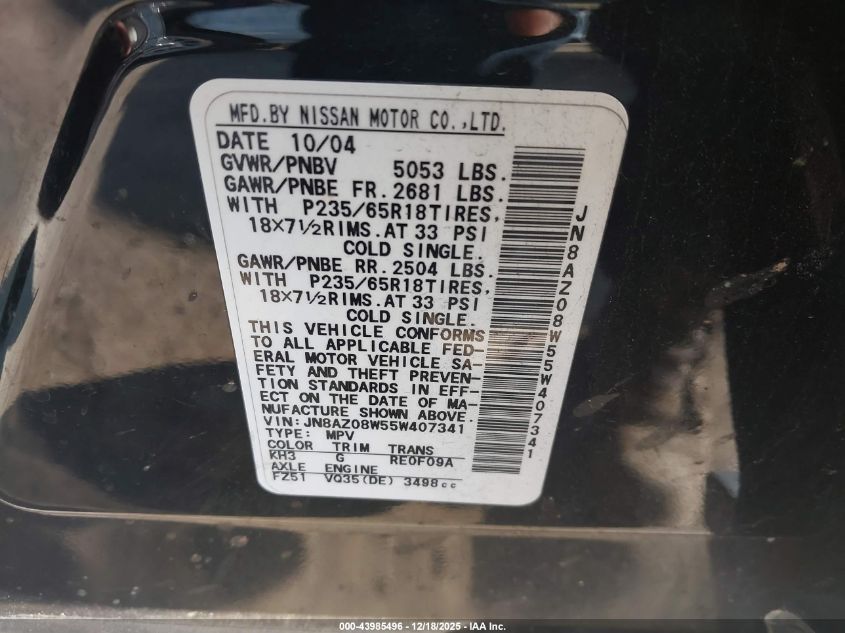 MFD.BY NISSAN MOTOR CO.,LTD.
DATE 10/04
GVWR/PNBV 5053 LBS.
GAWR/PNBE FR. 2681 LBS.
WITH P235/65R18TIRES,
18×7½RIMS.AT 33 PSI
COLD SINGLE.
GAWR/PNBE RR. 2504 LBS.
WITH P235/65R18TIRES,
18×7½RIMS.AT 33 PSI
COLD SINGLE.
THIS VEHICLE CONFORMS
TO ALL APPLICABLE FED-
ERAL MOTOR VEHICLE SA-
FETY AND THEFT PREVEN-
TION STANDARDS IN EFF-
ECT ON THE DATE OF MA-
NUFACTURE SHOWN ABOVE.
VIN: JN8AZ08W55W407341
TYPE: MPV
COLOR TRIM TRANS
KH3 G RE0F09A
AXLE ENGINE
FZ51 VQ35(DE) 3498cc
JN8AZ08W55W407341
000-43985496 - 12/18/2025 - IAA Inc.